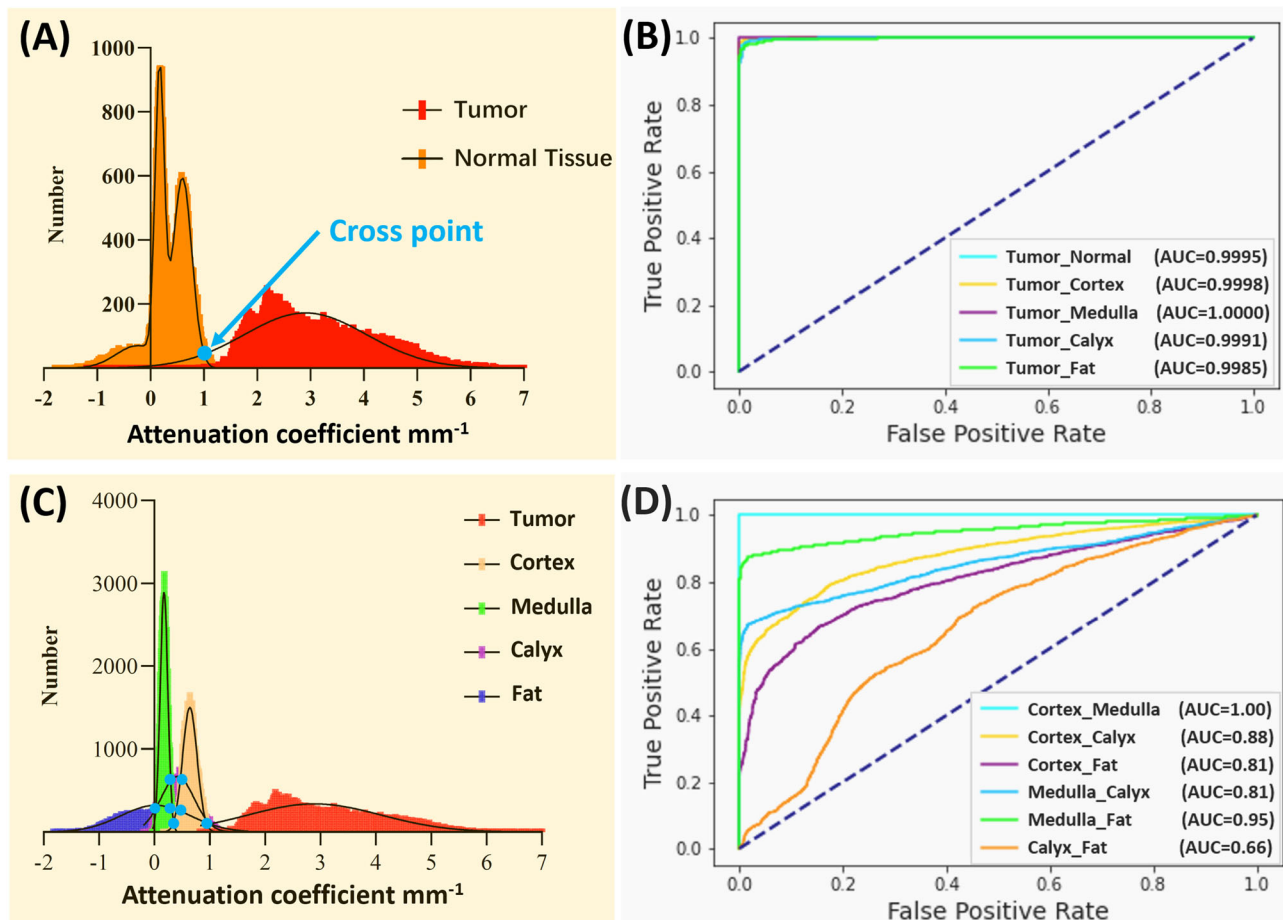 (A)
1000
800
600
400
200
Number
-2 -1 0 1 2 3 4 5 6 7
Attenuation coefficient mm-1
Tumor
Normal Tissue
Cross point
(B)
1.0
0.8
0.6
0.4
0.2
0.0
True Positive Rate
0.0 0.2 0.4 0.6 0.8 1.0
False Positive Rate
Tumor_Normal (AUC=0.9995)
Tumor_Cortex (AUC=0.9998)
Tumor_Medulla (AUC=1.0000)
Tumor_Calyx (AUC=0.9991)
Tumor_Fat (AUC=0.9985)
(C)
4000
3000
2000
1000
0
Number
-2 -1 0 1 2 3 4 5 6 7
Attenuation coefficient mm-1
Tumor
Cortex
Medulla
Calyx
Fat
(D)
1.0
0.8
0.6
0.4
0.2
0.0
True Positive Rate
0.0 0.2 0.4 0.6 0.8 1.0
False Positive Rate
Cortex_Medulla (AUC=1.00)
Cortex_Calyx (AUC=0.88)
Cortex_Fat (AUC=0.81)
Medulla_Calyx (AUC=0.81)
Medulla_Fat (AUC=0.95)
Calyx_Fat (AUC=0.66)